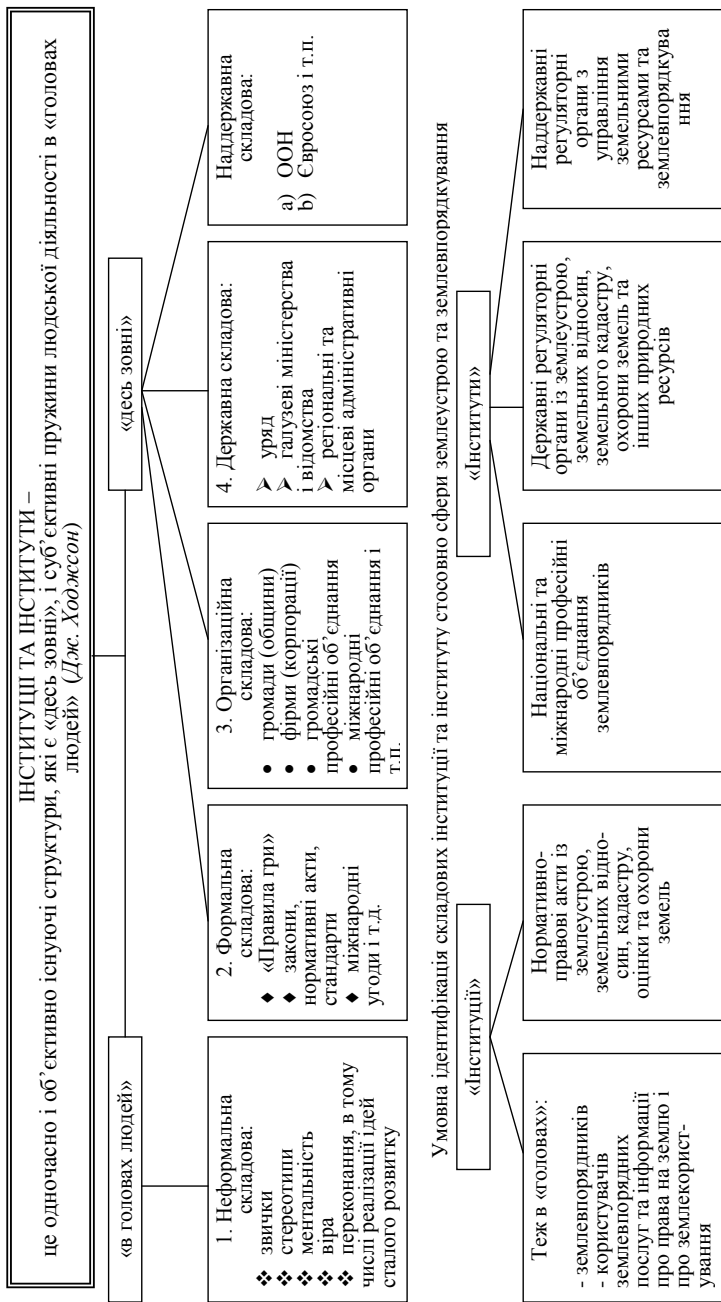 ІНСТИТУЦІЇ ТА ІНСТИТУТИ –
це одночасно і об’єктивно існуючі структури, які є «десь зовні», і суб’єктивні пружини людської діяльності в «головах
людей» (Дж. Ходжсон)
«в головах людей»
«десь зовні»
1. Неформальна
складова:
❖ звички
❖ стереотипи
❖ ментальність
❖ віра
❖ переконання, в тому
числі реалізації ідей
сталого розвитку
2. Формальна
складова:
♦ «Правила гри»
♦ закони,
нормативні акти,
стандарти
♦ міжнародні
угоди і т.д.
3. Організаційна
складова:
• громади (общини)
• фірми (корпорації)
• громадські
професійні об’єднання
• міжнародні
професійні об’єднання і
т.п.
4. Державна складова:
➢ уряд
➢ галузеві міністерства
і відомства
➢ регіональні та
місцеві адміністративні
органи
Наддержавна
складова:
a) ООН
b) Євросоюз і т.п.
Умовна ідентифікація складових інституції та інституту стосовно сфери землеустрою та землевпорядкування
«Інституції»
«Інститути»
Теж в «головах»:
- землевпорядників
- користувачів
землевпорядних
послуг та інформації
про права на землю і
про землекорист-
ування
Нормативно-
правові акти із
землеустрою,
земельних відно-
син, кадастру,
оцінки та охорони
земель
Національні та
міжнародні професійні
об’єднання
землевпорядників
Державні регуляторні
органи із землеустрою,
земельних відносин,
земельного кадастру,
охорони земель та
інших природних
ресурсів
Наддержавні
регуляторні
органи з
управління
земельними
ресурсами та
землевпорядкува
ння